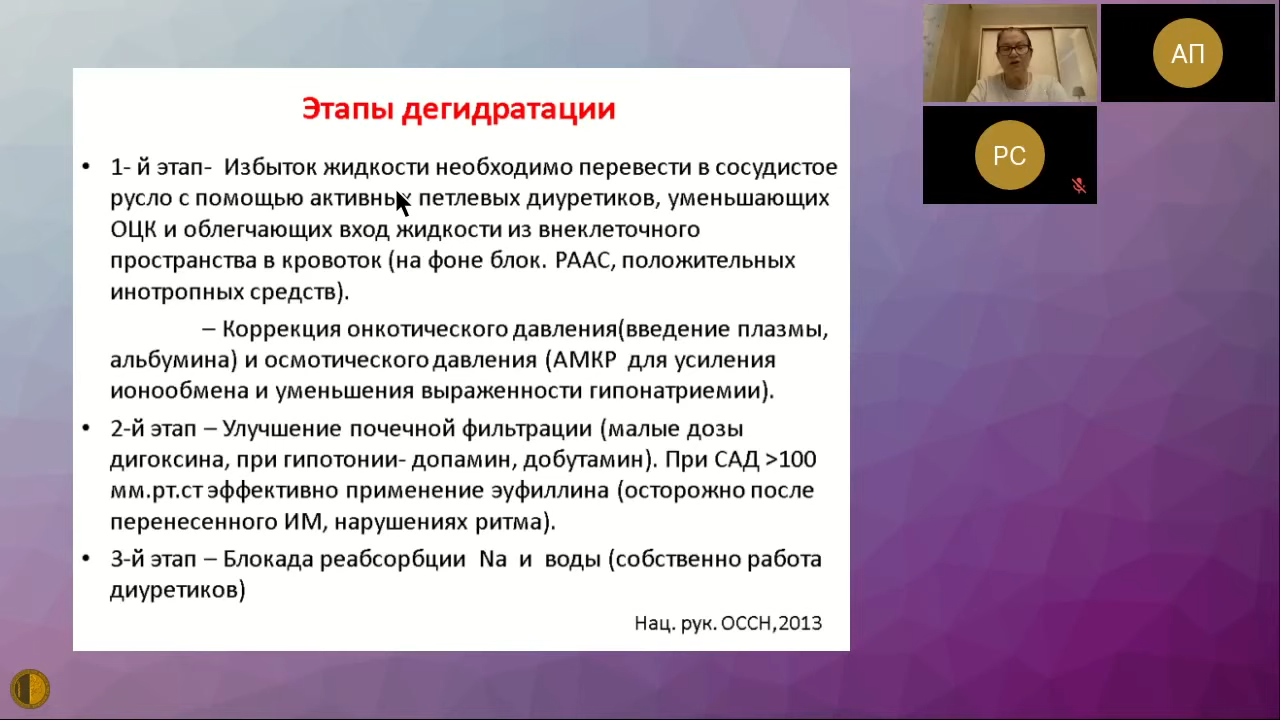 Этапы дегидратации
• 1- й этап- Избыток жидкости необходимо перевести в сосудистое
русло с помощью активных петлевых диуретиков, уменьшающих
ОЦК и облегчающих вход жидкости из внеклеточного
пространства в кровоток (на фоне блок. РААС, положительных
инотропных средств).
– Коррекция онкотического давления(введение плазмы,
альбумина) и осмотического давления (АМКР для усиления
ионообмена и уменьшения выраженности гипонатриемии).
• 2-й этап – Улучшение почечной фильтрации (малые дозы
дигоксина, при гипотонии- допамин, добутамин). При САД >100
мм.рт.ст эффективно применение эуфиллина (осторожно после
перенесенного ИМ, нарушениях ритма).
• 3-й этап – Блокада реабсорбции Na и воды (собственно работа
диуретиков)
Нац. рук. ОССН,2013
АП
РС